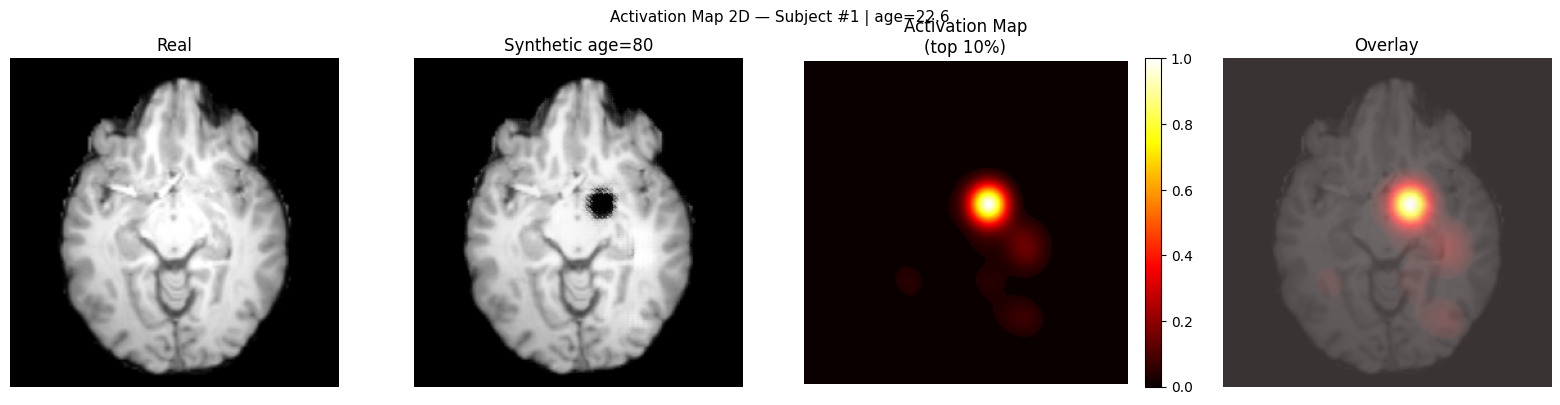 Activation Map 2D — Subject #1 | age=22.6
Real
Synthetic age=80
Activation Map
(top 10%)
Overlay
1.0
0.8
0.6
0.4
0.2
0.0